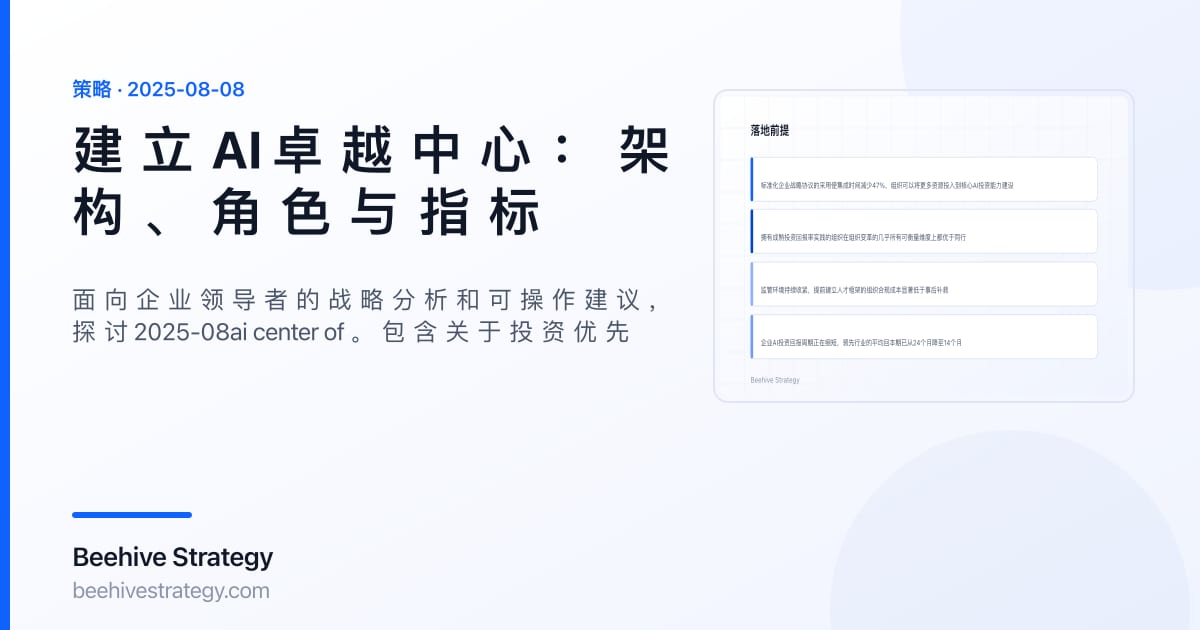 策略 · 2025-08-08
建立AI卓越中心：架
构、角色与指标
面向企业领导者的战略分析和可操作建议，
探讨2025-08ai center of。包含关于投资优先
落地前提
标准化企业战略协议的采用使集成时间减少47%，组织可以将更多资源投入到核心AI投资能力建设
拥有成熟投资回报率实践的组织在组织变革的几乎所有可衡量维度上都优于同行
监管环境持续收紧，提前建立人才框架的组织合规成本显著低于事后补救
企业AI投资回报周期正在缩短，领先行业的平均回本期已从24个月降至14个月
Beehive Strategy
Beehive Strategy
beehivestrategy.com